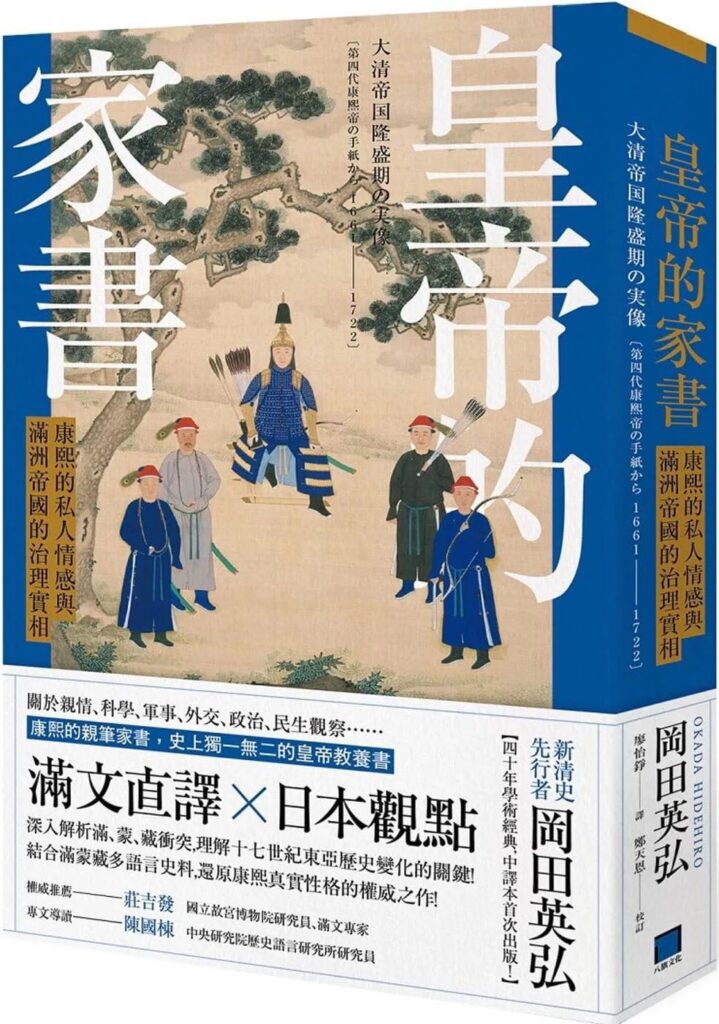 皇帝的
家書
大清帝国隆盛期の実像
〔第四代康熙帝の手紙から 1661——1722〕
康熙的私人情感與
滿洲帝國的治理實相
關於親情、科學、軍事、外交、政治、民生觀察……
康熙的親筆家書，史上獨一無二的皇帝教養書
滿文直譯×日本觀點
深入解析滿、蒙、藏衝突,理解十七世紀東亞歷史變化的關鍵!
結合滿蒙藏多語言史料,還原康熙真實性格的權威之作!
權威推薦——莊吉發 國立故宮博物院研究員、滿文專家
專文導讀——陳國棟 中央研究院歷史語言研究所研究員
新清史
先行者
岡田英弘
【四十年學術經典，中譯本首次出版！】
皇帝的家書
康熙的私人情感與
滿洲帝國的治理實相
大清帝国隆盛期の実像
〔第四代康熙帝の手紙から 1661——1722〕
OKADA HIDEHIRO
岡田英弘
廖怡錚——譯 鄭天恩——校訂
八旗文化